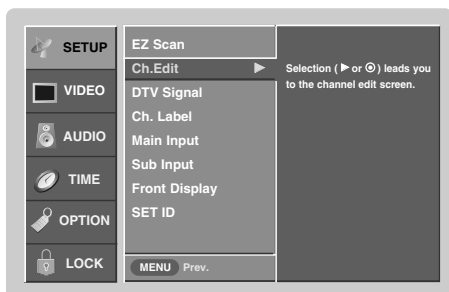 SETUP
VIDEO
AUDIO
TIME
OPTION
LOCK
EZ Scan
Ch.Edit ▶
DTV Signal
Ch. Label
Main Input
Sub Input
Front Display
SET ID
MENU Prev.
Selection ( ▶ or ◉ ) leads you
to the channel edit screen.